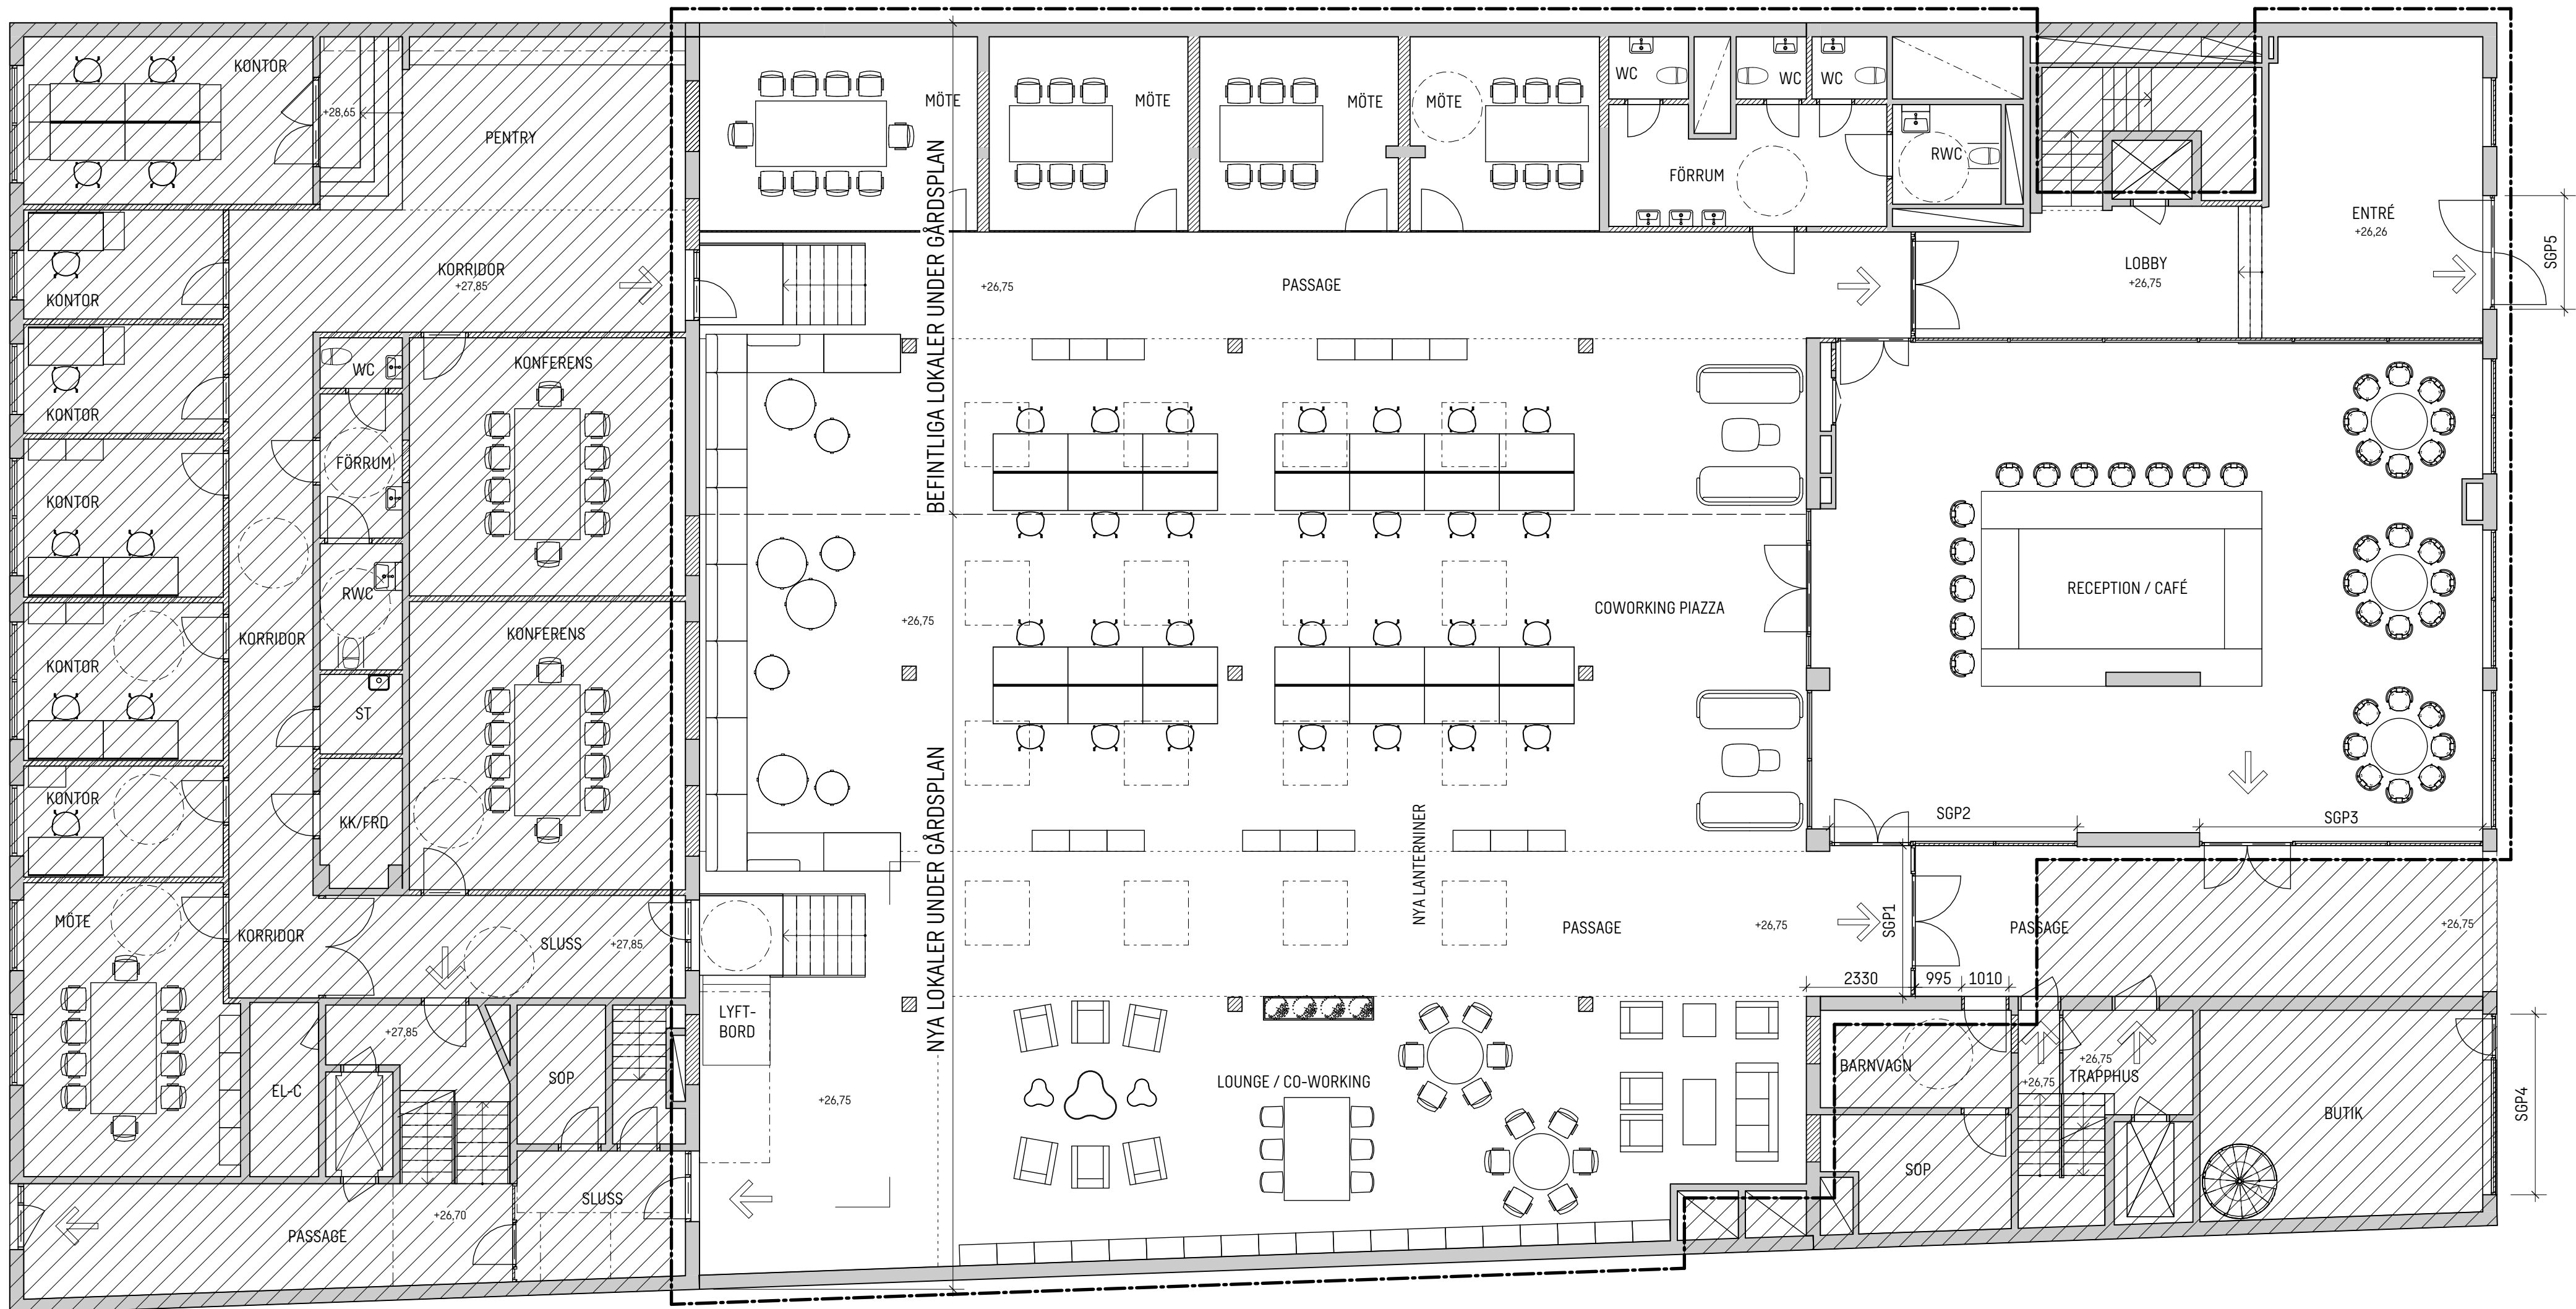 KONTOR
+28,65
PENTRY
MÖTE
MÖTE
MÖTE
MÖTE
WC
WC
WC
FÖRRUM
RWC
ENTRÉ
+26,26
SGP5
LOBBY
+26,75
KORRIDOR
+27,85
KONTOR
BEFINTLIGA LOKALER UNDER GÅRDSPLAN
+26,75
PASSAGE
KONTOR
WC
KONFERENS
FÖRRUM
KONTOR
RWC
KORRIDOR
KONFERENS
KONTOR
+26,75
COWORKING PIAZZA
RECEPTION / CAFÉ
ST
KONTOR
KK/FRD
NYA LOKALER UNDER GÅRDSPLAN
NYA LANTERNINER
SGP2
SGP3
MÖTE
KORRIDOR
SLUSS
+27,85
PASSAGE
+26,75
SGP1
PASSAGE
+26,75
2330
995
1010
LYFT-
BORD
+27,85
EL-C
SOP
+26,75
LOUNGE / CO-WORKING
BARNVAGN
+26,75
+26,75
TRAPPHUS
BUTIK
SGP4
SOP
SLUSS
PASSAGE
+26,70